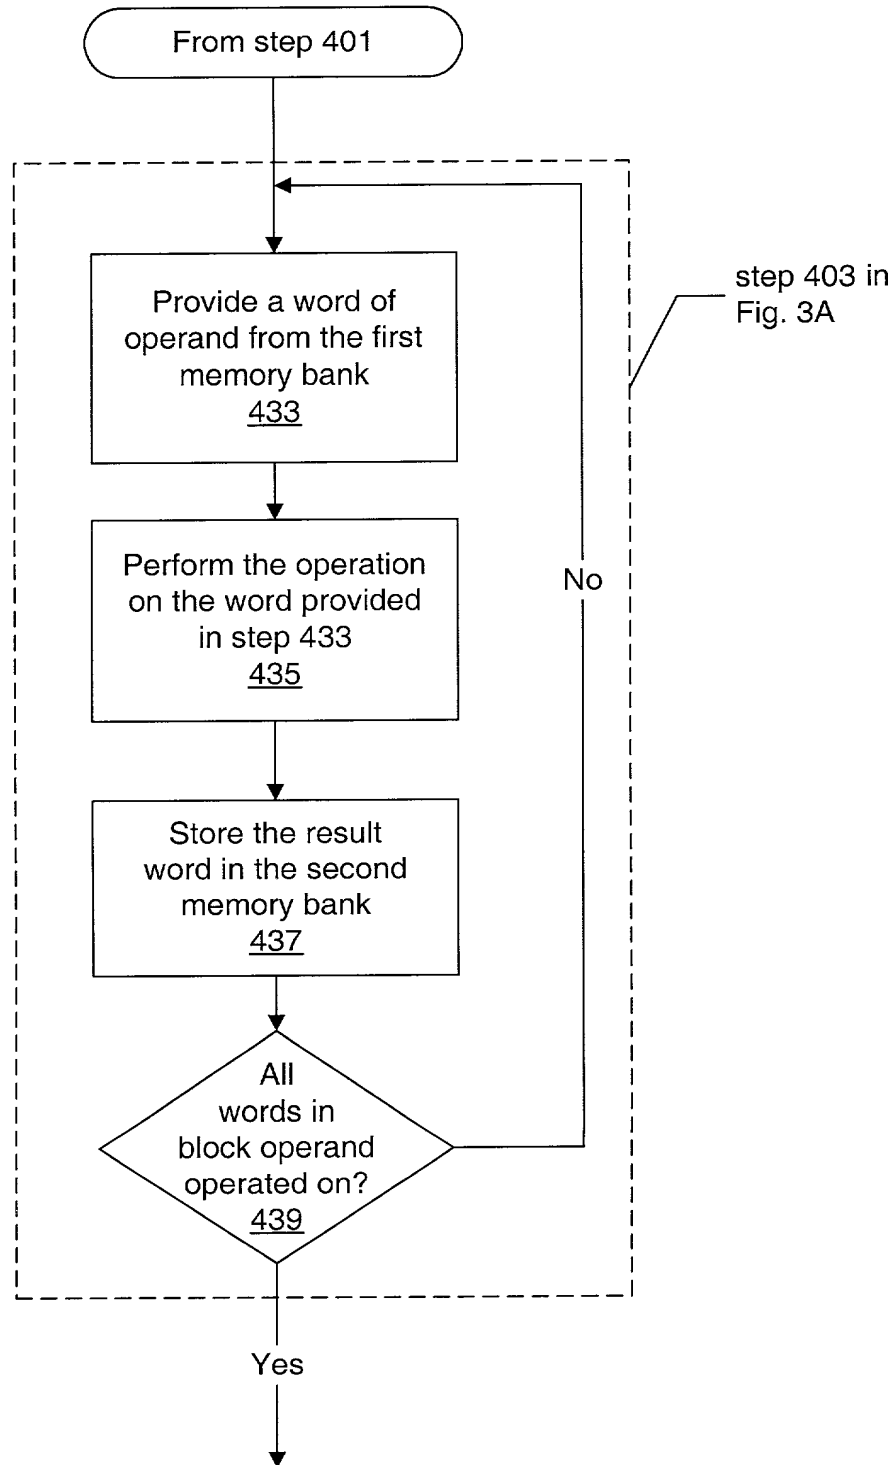 From step 401
step 403 in
Fig. 3A
Provide a word of
operand from the first
memory bank
433
Perform the operation
on the word provided
in step 433
435
No
Store the result
word in the second
memory bank
437
All
words in
block operand
operated on?
439
Yes